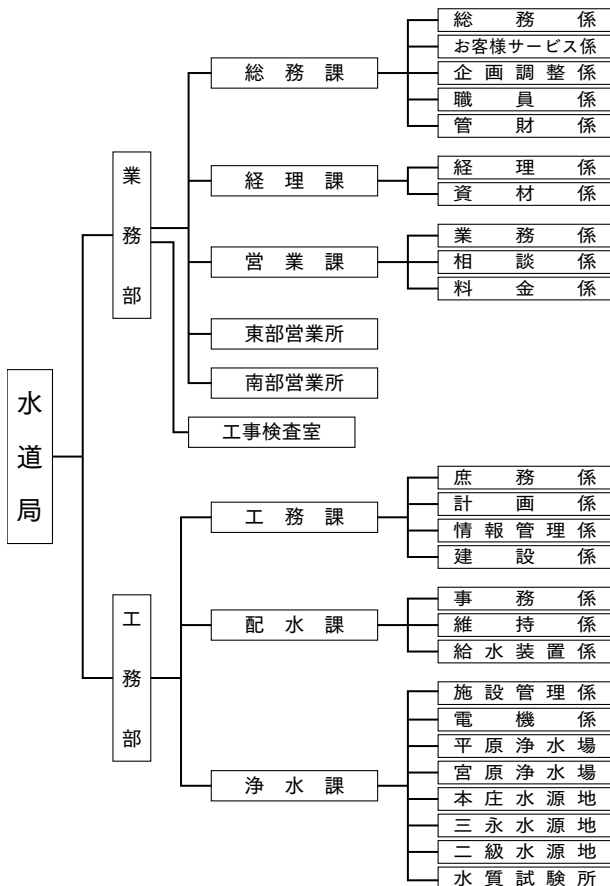 水道局
業務部
総務課
総務係
お客様サービス係
企画調整係
職員係
管財係
経理課
経理係
資材係
営業課
業務係
相談係
料金係
東部営業所
南部営業所
工事検査室
工務部
工務課
庶務係
計画係
情報管理係
建設係
配水課
事務係
維持係
給水装置係
浄水課
施設管理係
電機係
平原浄水場
宮原浄水場
本庄水源地
三永水源地
二級水源地
水質試験所